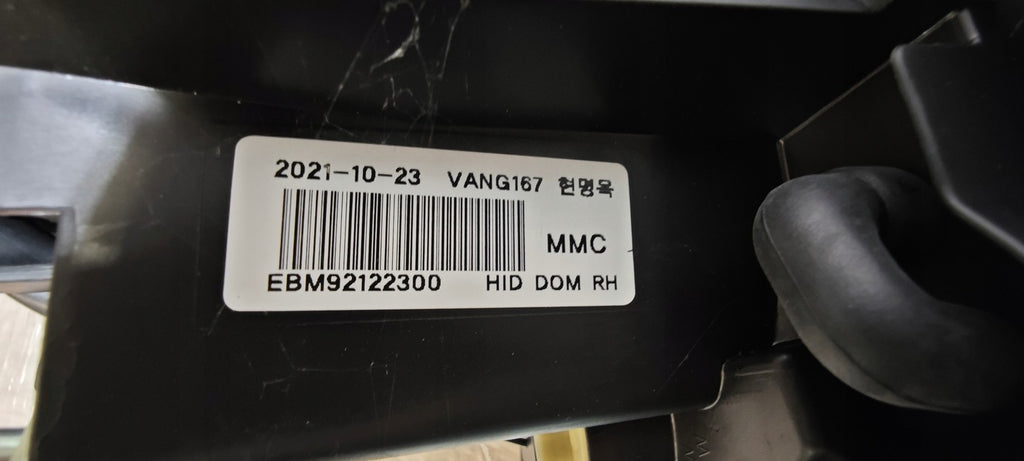 2021-10-23 VANG167 현명옥
MMC
EBM92122300 HID DOM RH